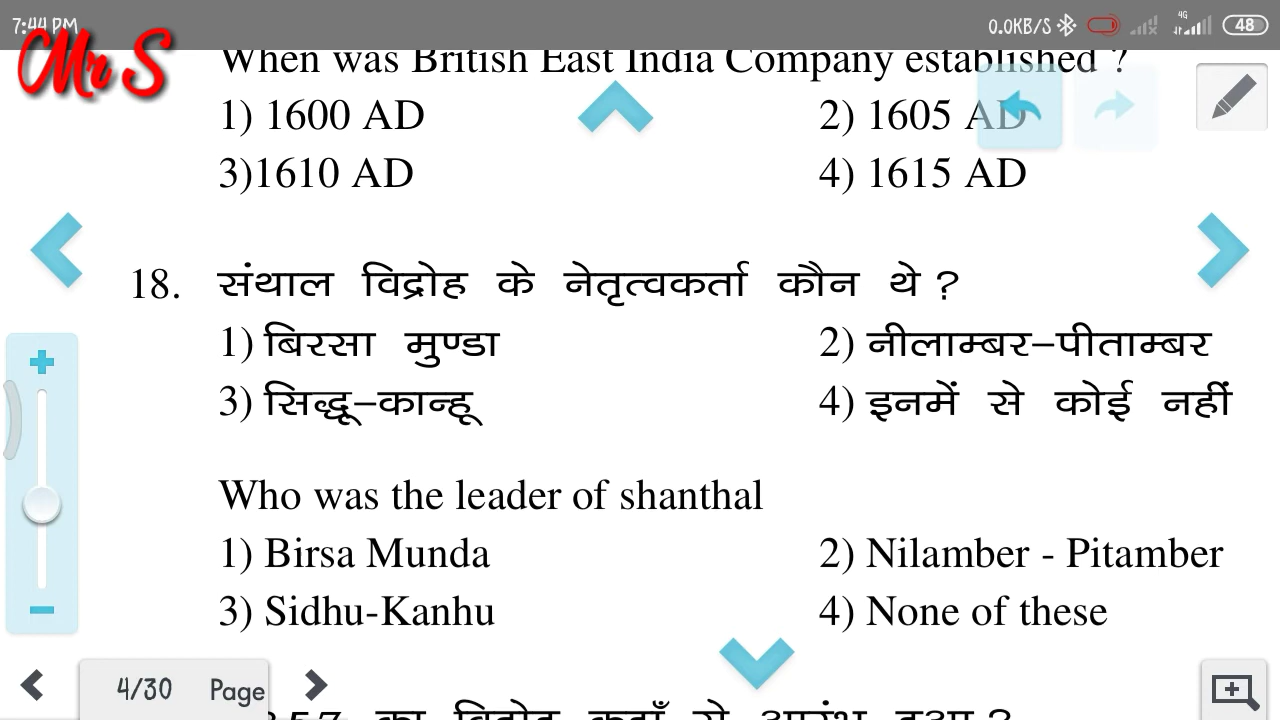 7:44 PM 0.0KB/S 4G 48
Mr S
When was British East India Company established ?
1) 1600 AD 2) 1605 AD
3)1610 AD 4) 1615 AD
18. संथाल विद्रोह के नेतृत्वकर्ता कौन थे ?
1) बिरसा मुण्डा 2) नीलाम्बर–पीताम्बर
3) सिद्धू–कान्हू 4) इनमें से कोई नहीं
Who was the leader of shanthal
1) Birsa Munda 2) Nilamber - Pitamber
3) Sidhu-Kanhu 4) None of these
4/30 Page
का विद्रोह कहाँ से आरंभ हुआ ?